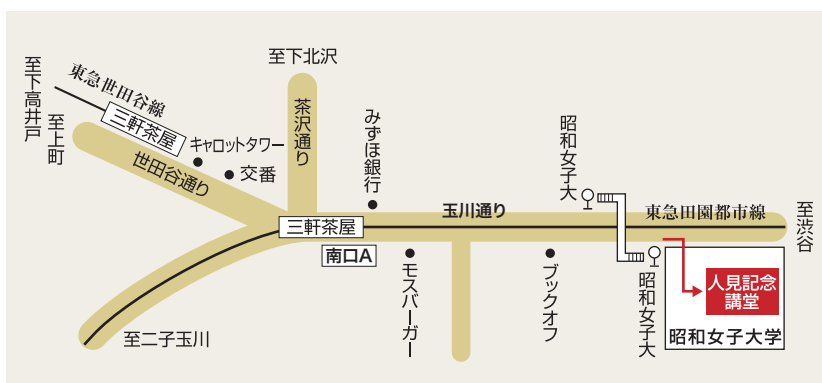 至下北沢
至下高井戸
東急世田谷線
三軒茶屋
至上町
世田谷通り
キャロットタワー
交番
茶沢通り
みずほ銀行
三軒茶屋
南口A
玉川通り
モスバーガー
ブックオフ
昭和女子大
昭和女子大
東急田園都市線
至渋谷
人見記念
講堂
昭和女子大学
至二子玉川